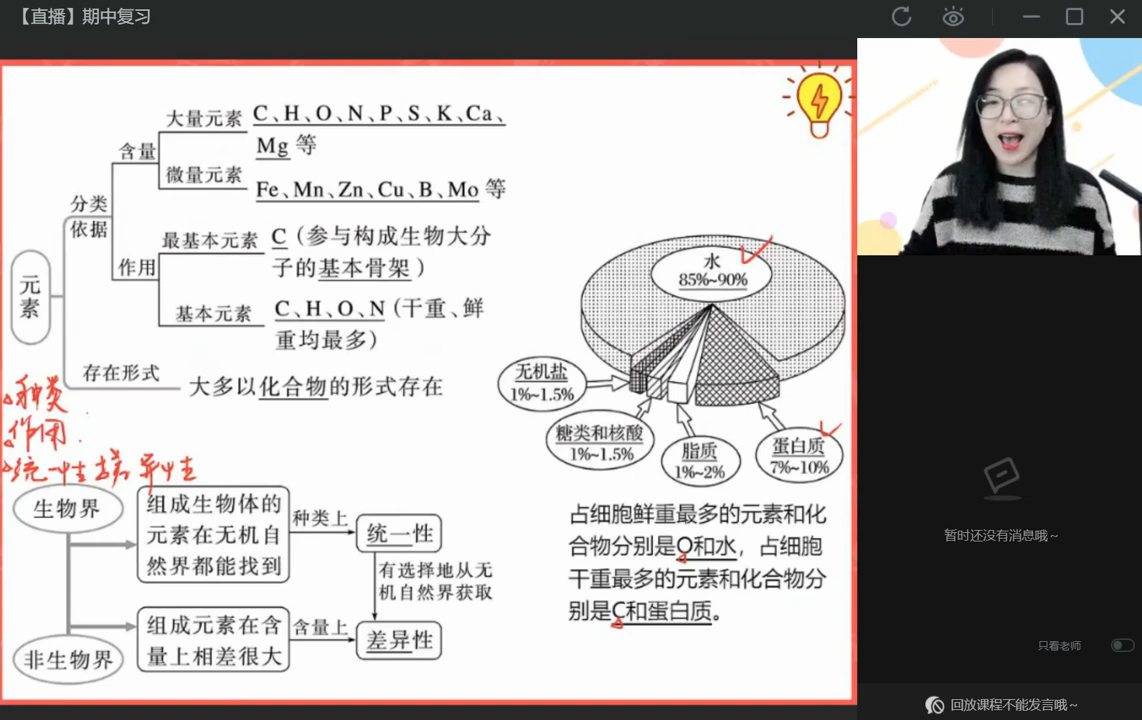 【直播】期中复习
大量元素 C、H、O、N、P、S、K、Ca、
Mg 等
含量
微量元素 Fe、Mn、Zn、Cu、B、Mo 等
分类
依据
最基本元素 C（参与构成生物大分
子的基本骨架）
作用
基本元素 C、H、O、N（干重、鲜
重均最多）
元素
存在形式
大多以化合物的形式存在
种类
作用
统一性 差异性
生物界
组成生物体的
元素在无机自
然界都能找到
种类上
统一性
有选择地从无
机自然界获取
非生物界
组成元素在含
量上相差很大
含量上
差异性
水
85%~90%
无机盐
1%~1.5%
糖类和核酸
1%~1.5%
脂质
1%~2%
蛋白质
7%~10%
占细胞鲜重最多的元素和化
合物分别是O和水，占细胞
干重最多的元素和化合物分
别是C和蛋白质。
暂时还没有消息哦～
只看老师
回放课程不能发言哦～